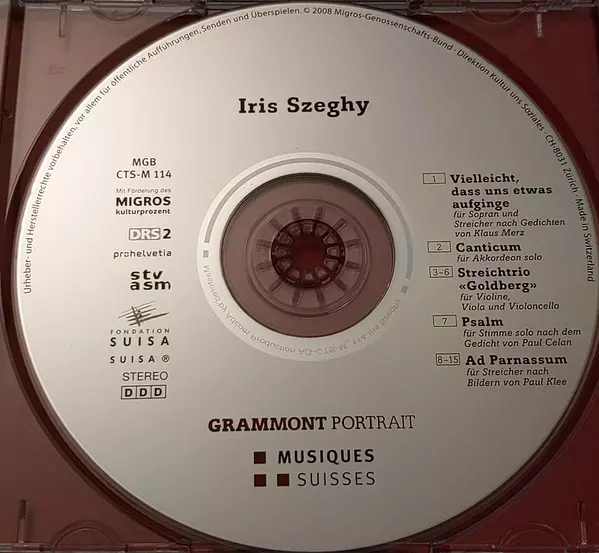 Urheber- und Herstellerrechte vorbehalten, vor allem für öffentliche Aufführungen, Senden und Überspielen. © 2008 Migros-Genossenschafts-Bund - Direktion Kultur und Soziales - CH-8031 Zürich - Made in Switzerland
Iris Szeghy
MGB
CTS-M 114
Mit Förderung des
MIGROS
kulturprozent
DRS 2
prohelvetia
stv
asm
FONDATION
SUISA
SUISA ®
STEREO
DDD
1 Vielleicht,
dass uns etwas
aufginge
für Sopran und
Streicher nach Gedichten
von Klaus Merz
2 Canticum
für Akkordeon solo
3-6 Streichtrio
«Goldberg»
für Violine,
Viola und Violoncello
7 Psalm
für Stimme solo nach dem
Gedicht von Paul Celan
8-15 Ad Parnassum
für Streicher nach
Bildern von Paul Klee
GRAMMONT PORTRAIT
MUSIQUES
SUISSES